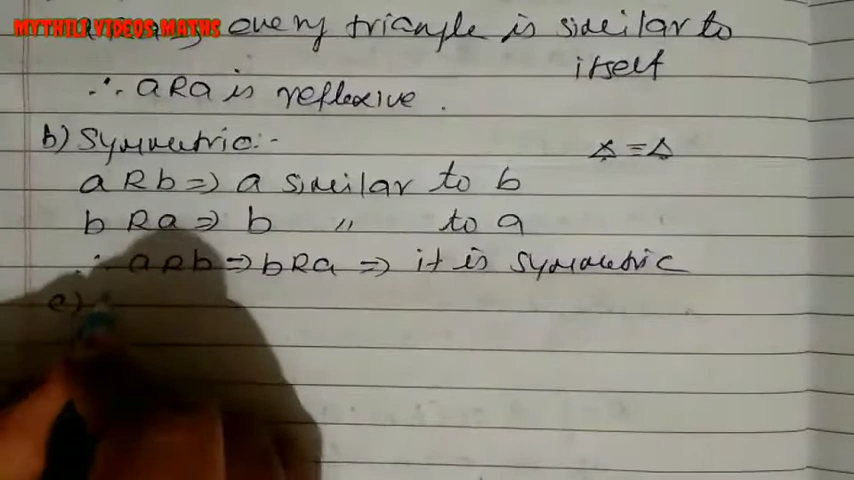 MYTHILI VIDEOS MATHS
every triangle is similar to
itself
∴ aRa is reflexive.
b) Symmetric:-
△ = △
aRb => a similar to b
bRa => b " to a
∴ aRb => bRa => it is symmetric
c)